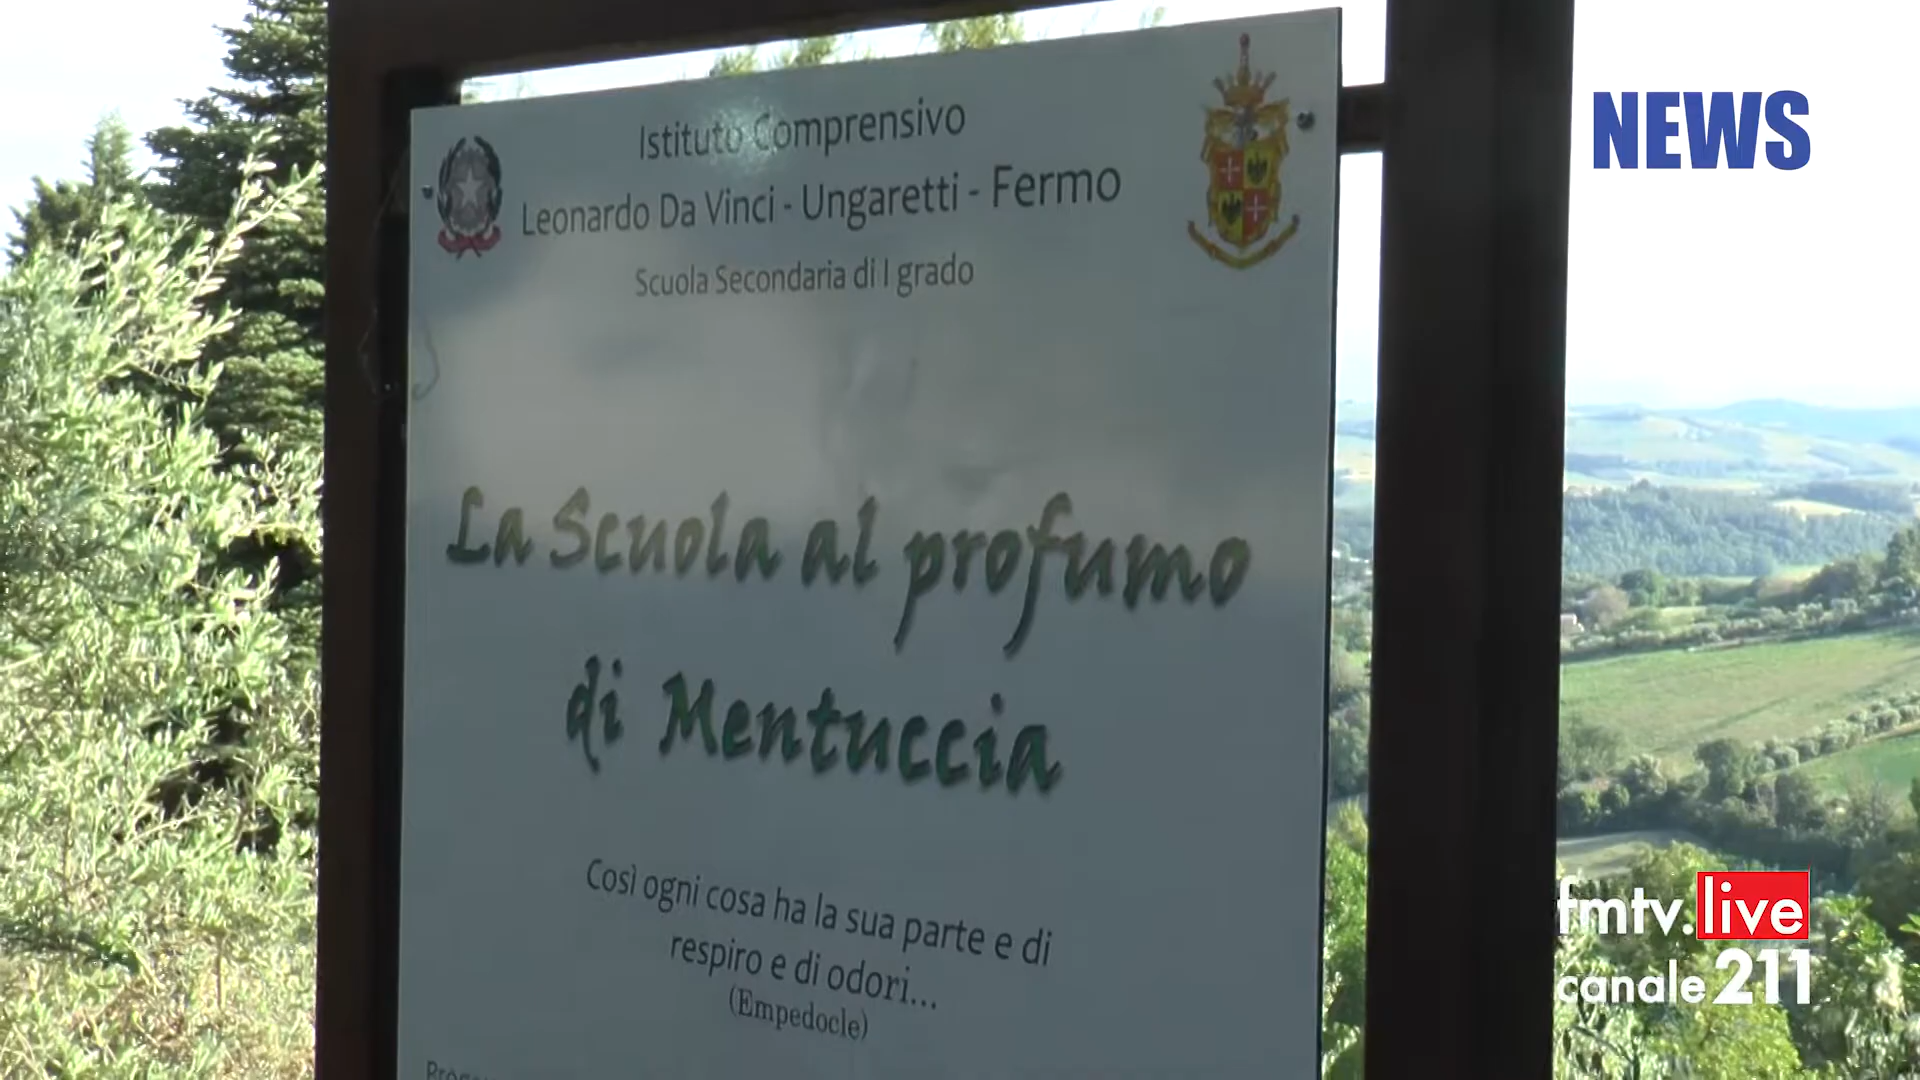 Istituto Comprensivo
Leonardo Da Vinci - Ungaretti - Fermo
Scuola Secondaria di I grado
La Scuola al profumo
di Mentuccia
Così ogni cosa ha la sua parte e di
respiro e di odori...
(Empedocle)
NEWS
fmtv.live
canale 211